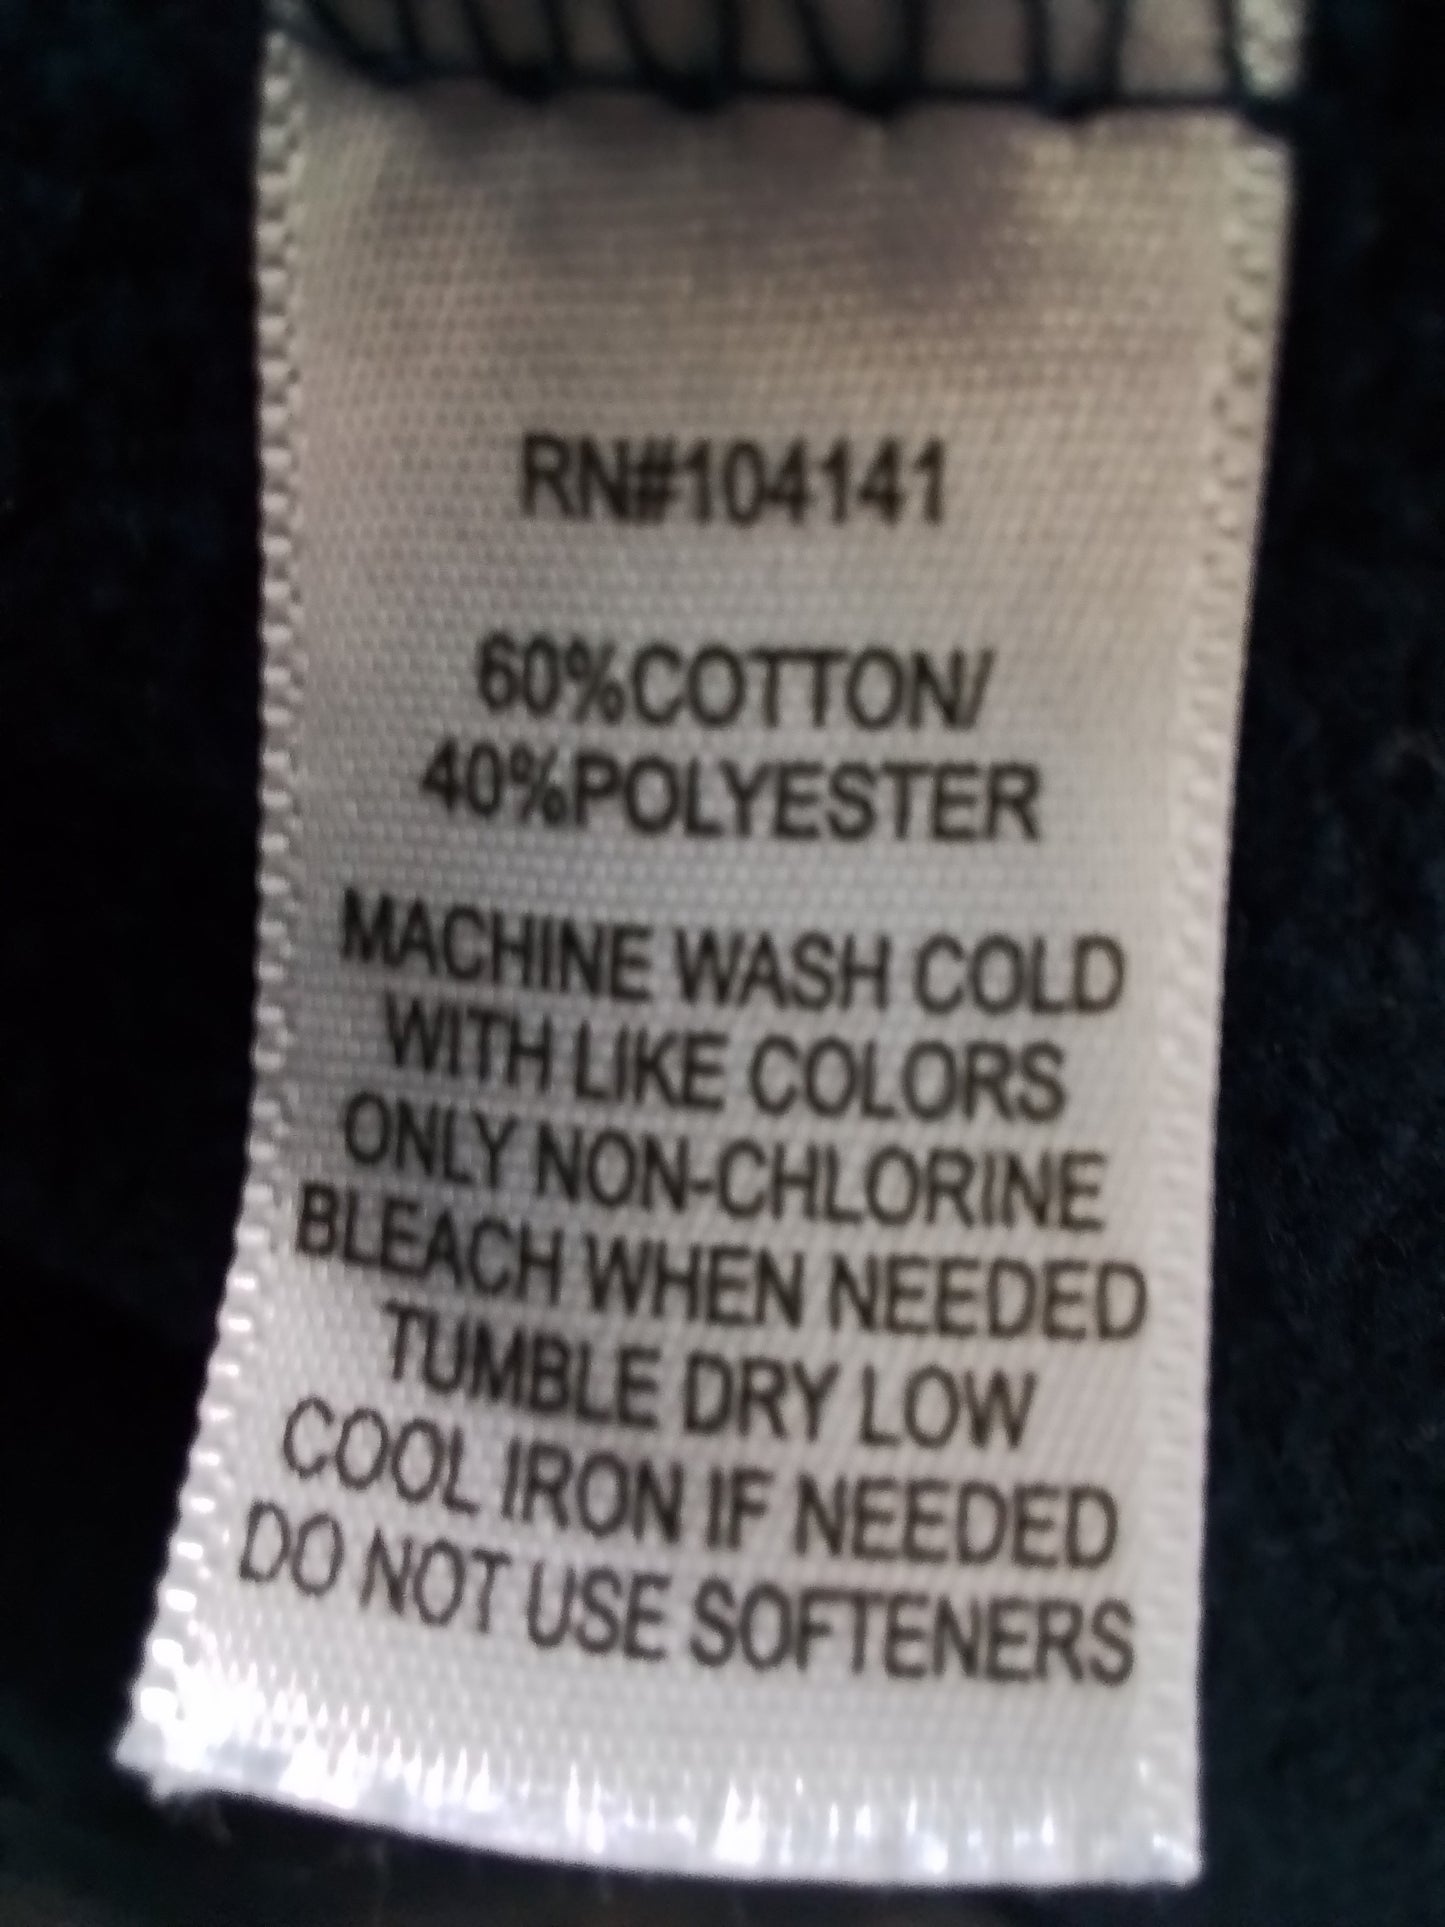 RN#104141
60%COTTON/
40%POLYESTER
MACHINE WASH COLD
WITH LIKE COLORS
ONLY NON-CHLORINE
BLEACH WHEN NEEDED
TUMBLE DRY LOW
COOL IRON IF NEEDED
DO NOT USE SOFTENERS